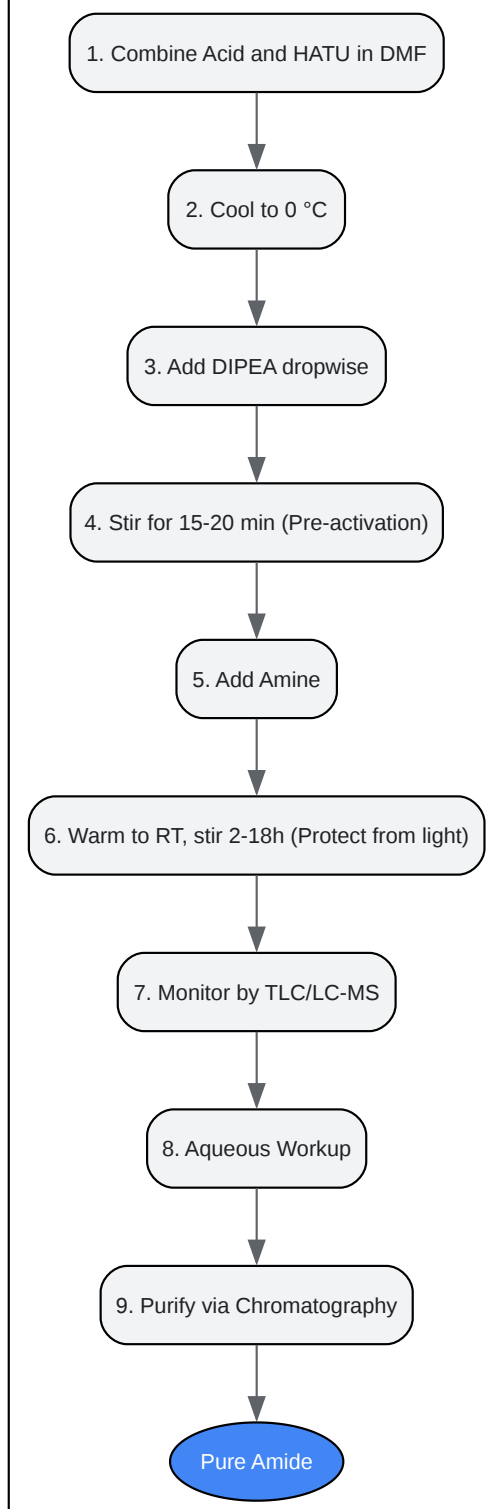 1. Combine Acid and HATU in DMF
2. Cool to 0 °C
3. Add DIPEA dropwise
4. Stir for 15-20 min (Pre-activation)
5. Add Amine
6. Warm to RT, stir 2-18h (Protect from light)
7. Monitor by TLC/LC-MS
8. Aqueous Workup
9. Purify via Chromatography
Pure Amide